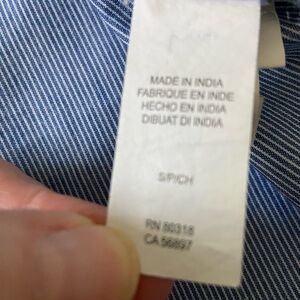 MADE IN INDIA
FABRIQUE EN INDE
HECHO EN INDIA
DIBUAT DI INDIA
S/P/CH
RN 80318
CA 56897